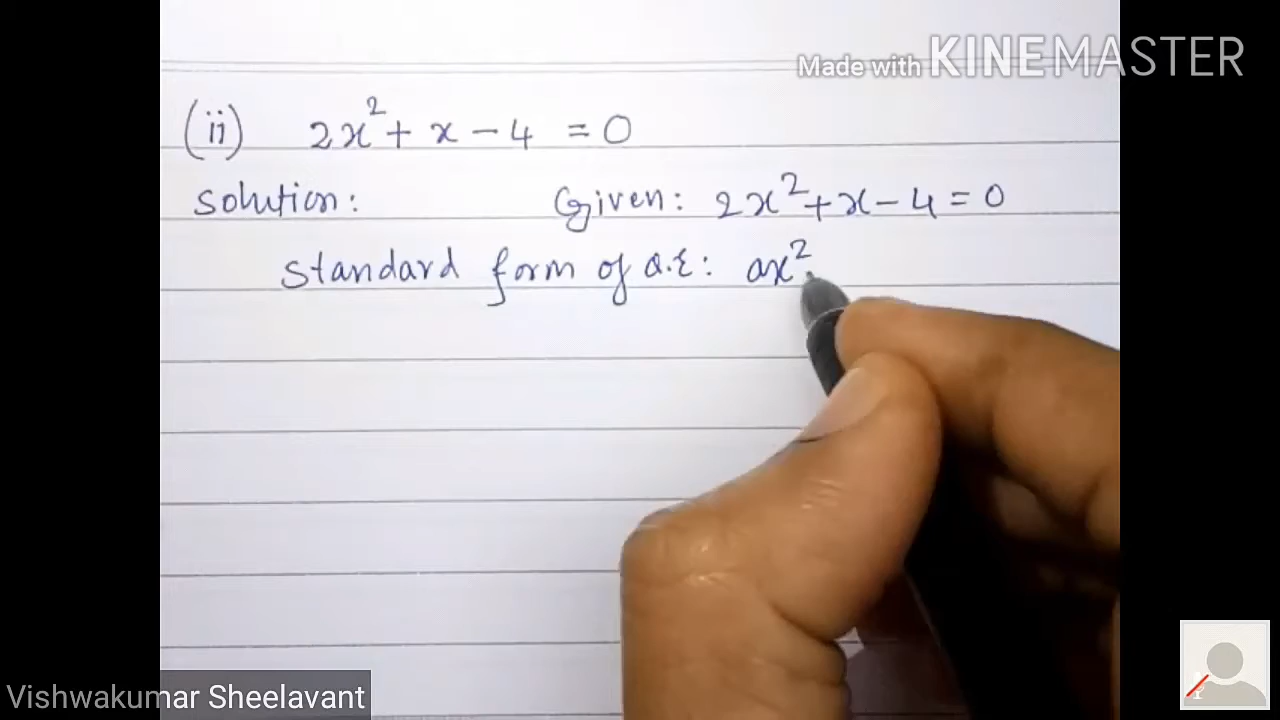 Made with KINEMASTER
(ii) 2x² + x - 4 = 0
Solution: Given: 2x² + x - 4 = 0
Standard form of Q.E: ax²
Vishwakumar Sheelavant